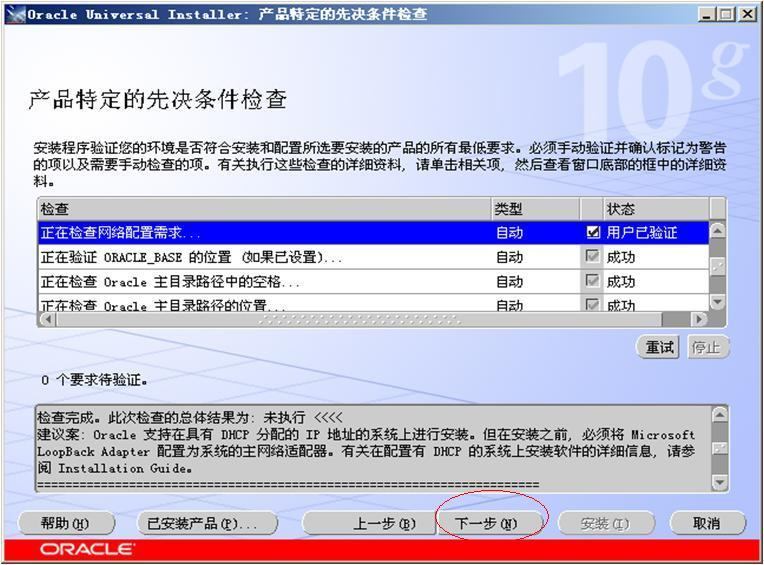 Oracle Universal Installer: 产品特定的先决条件检查
10g
产品特定的先决条件检查
安装程序验证您的环境是否符合安装和配置所选要安装的产品的所有最低要求。必须手动验证并确认标记为警告
的项以及需要手动检查的项。有关执行这些检查的详细资料，请单击相关项，然后查看窗口底部的框中的详细资
料。
检查 类型 状态
正在检查网络配置需求... 自动 用户已验证
正在验证 ORACLE_BASE 的位置 (如果已设置)... 自动 成功
正在检查 Oracle 主目录路径中的空格... 自动 成功
正在检查 Oracle 主目录路径的位置... 自动 成功
重试 停止
0 个要求待验证。
检查完成。此次检查的总体结果为: 未执行 <<<<
建议案: Oracle 支持在具有 DHCP 分配的 IP 地址的系统上进行安装。但在安装之前, 必须将 Microsoft
LoopBack Adapter 配置为系统的主网络适配器。有关在配置有 DHCP 的系统上安装软件的详细信息, 请参
阅 Installation Guide.
=======================================================================
帮助(H) 已安装产品(P)... 上一步(B) 下一步(N) 安装(I) 取消
ORACLE